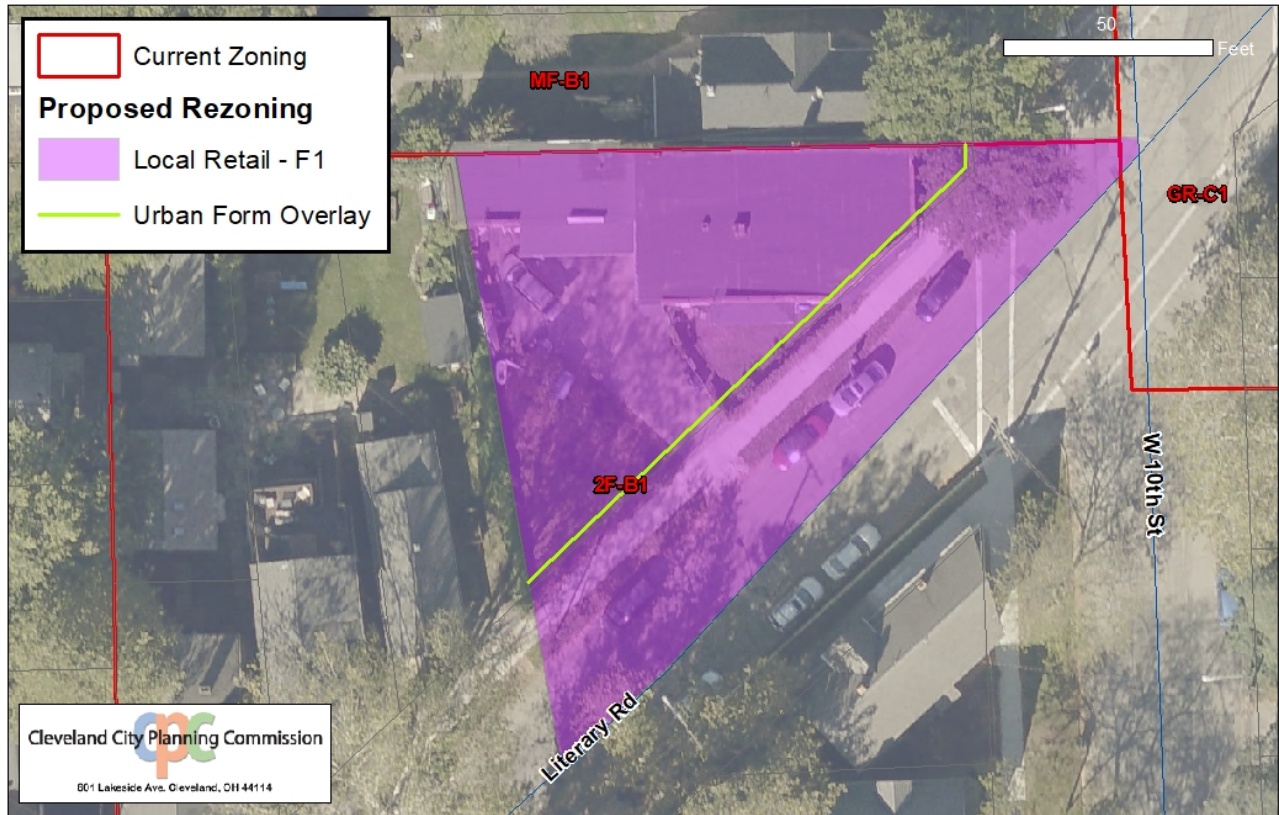 Current Zoning
Proposed Rezoning
Local Retail - F1
Urban Form Overlay
50
Feet
MF-B1
GR-C1
2F-B1
W 10th St
Literary Rd
cpc
Cleveland City Planning Commission
601 Lakeside Ave. Cleveland, OH 44114